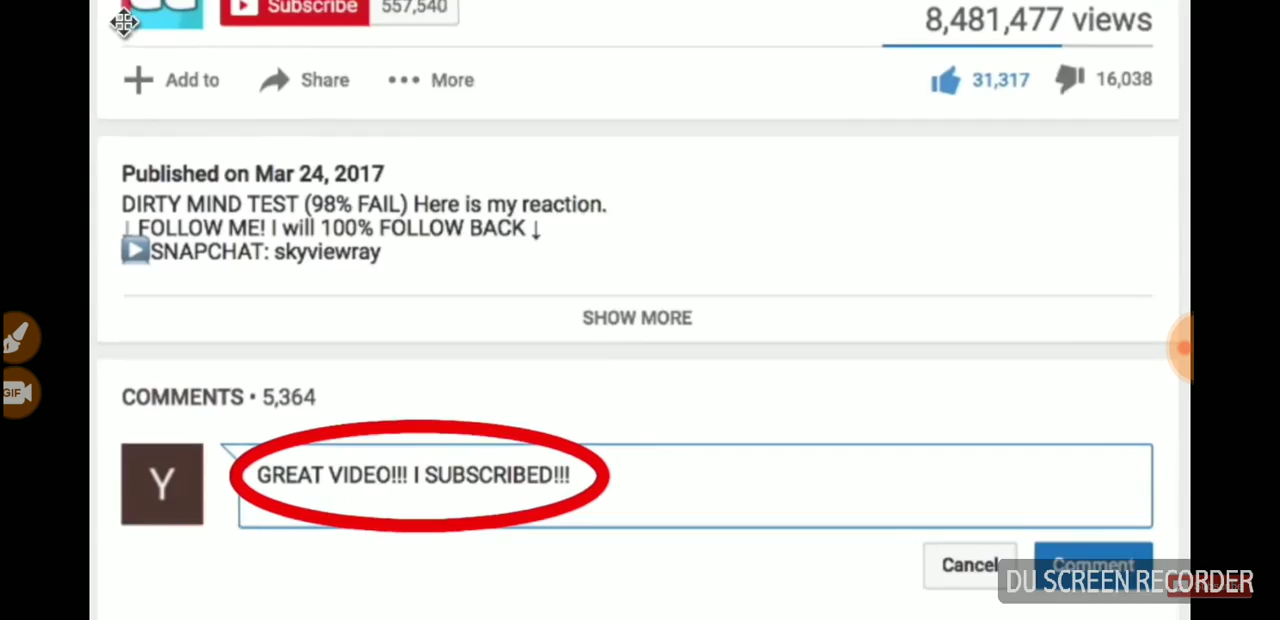 Subscribe 557,540
8,481,477 views
Add to Share More 31,317 16,038
Published on Mar 24, 2017
DIRTY MIND TEST (98% FAIL) Here is my reaction.
↓FOLLOW ME! I will 100% FOLLOW BACK↓
▶SNAPCHAT: skyviewray
SHOW MORE
COMMENTS • 5,364
Y
GREAT VIDEO!!! I SUBSCRIBED!!!
Cancel Comment
DU SCREEN RECORDER
GIF